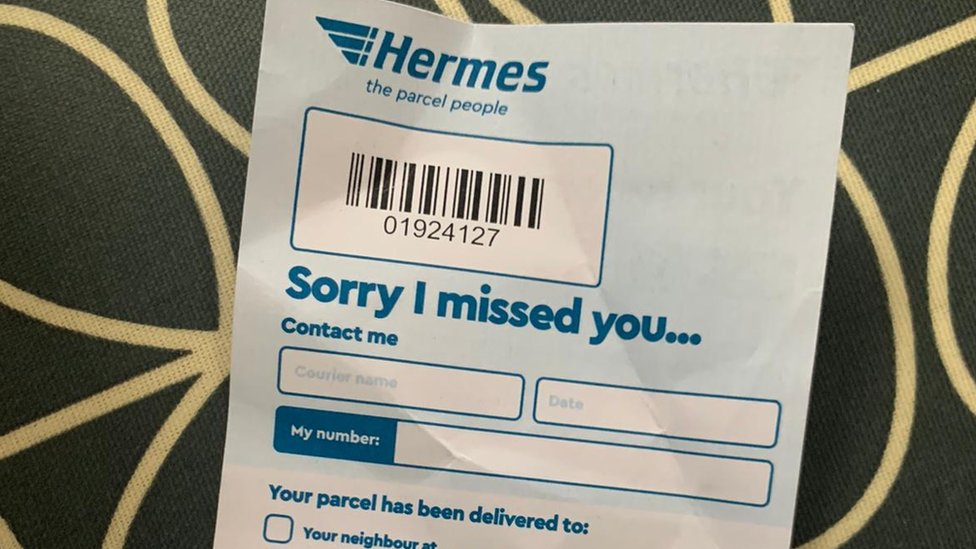 Hermes
the parcel people
01924127
Sorry I missed you...
Contact me
Courier name
Date
My number:
Your parcel has been delivered to:
Your neighbour at